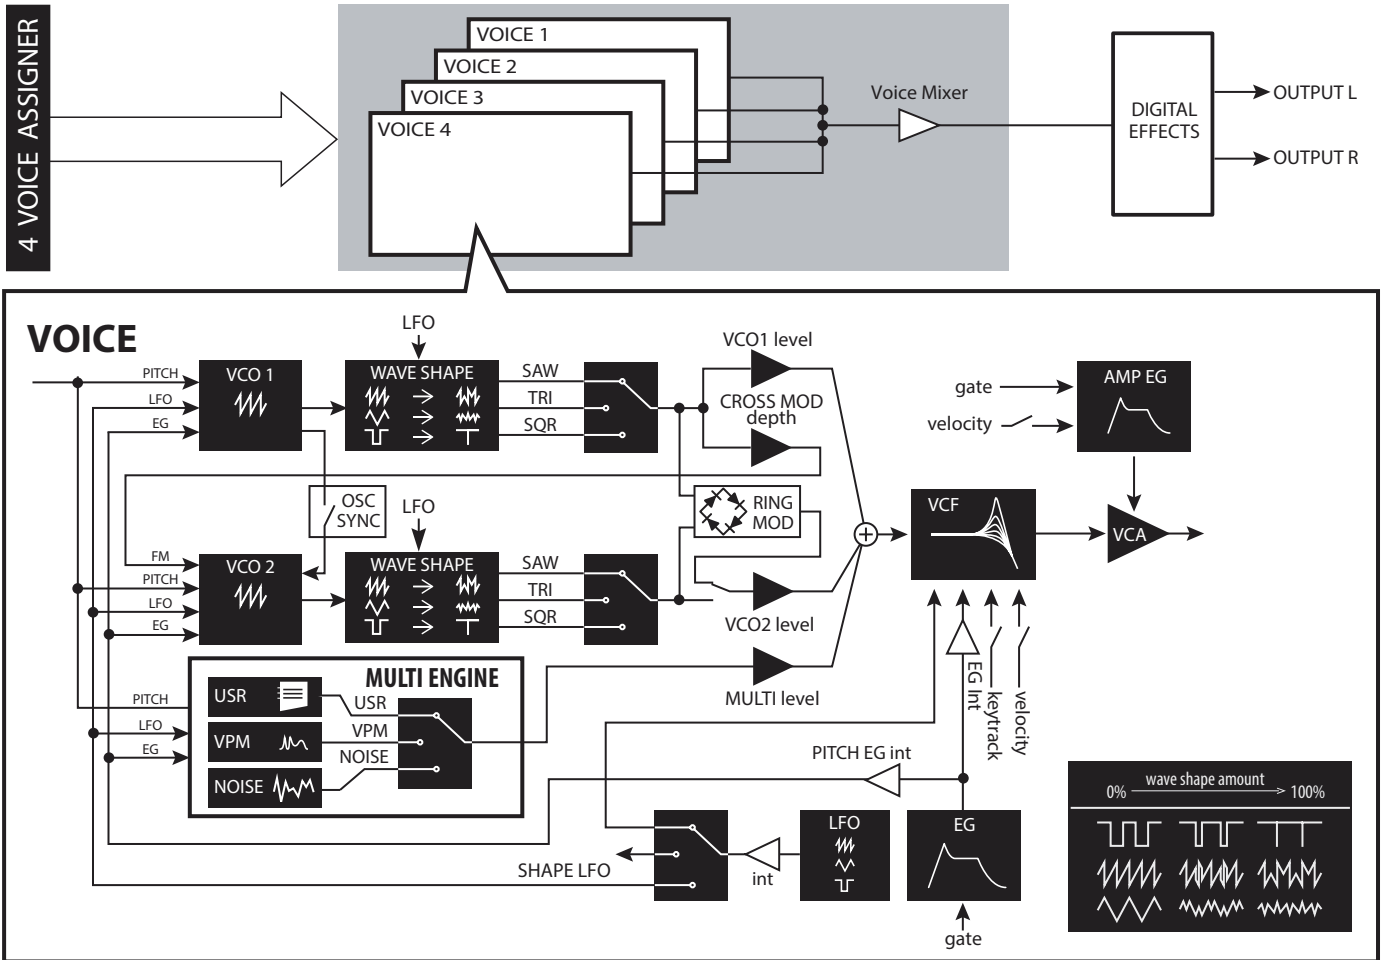 4 VOICE ASSIGNER
VOICE 1
VOICE 2
VOICE 3
VOICE 4
Voice Mixer
DIGITAL
EFFECTS
OUTPUT L
OUTPUT R
VOICE
PITCH
LFO
EG
VCO 1
LFO
WAVE SHAPE
SAW
TRI
SQR
VCO1 level
CROSS MOD
depth
OSC
SYNC
RING
MOD
FM
PITCH
LFO
EG
VCO 2
LFO
WAVE SHAPE
SAW
TRI
SQR
VCO2 level
MULTI level
gate
velocity
AMP EG
VCF
VCA
EG Int
keytrack
velocity
PITCH
LFO
EG
MULTI ENGINE
USR
VPM
NOISE
USR
VPM
NOISE
PITCH EG int
SHAPE LFO
int
LFO
EG
gate
wave shape amount
0%
100%